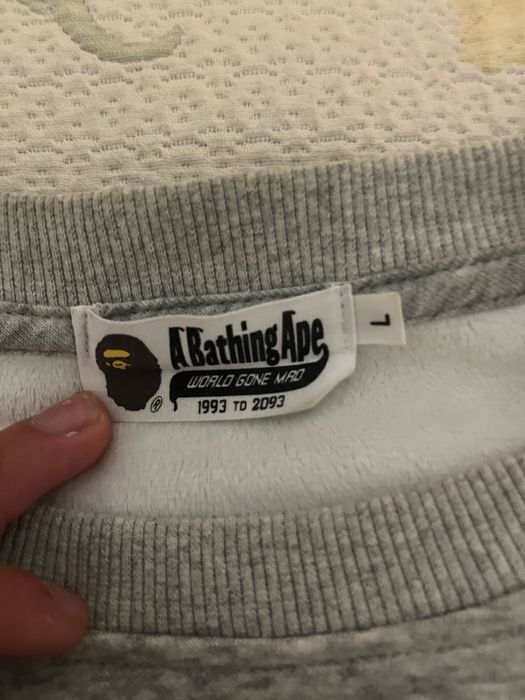 A Bathing Ape
WORLD GONE MAD
® 1993 TO 2093
L